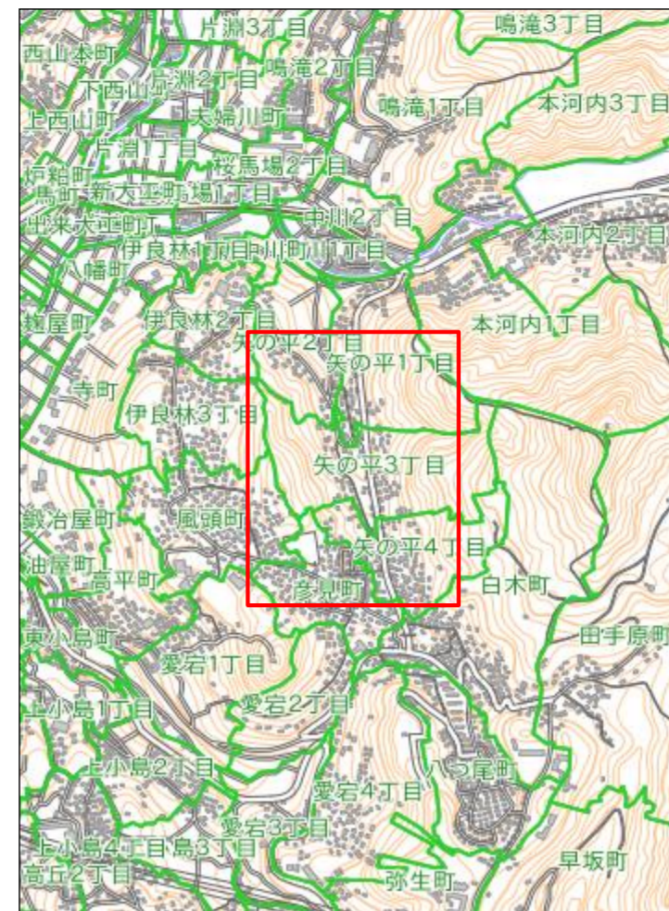 片淵3丁目
鳴滝3丁目
西山本町
鳴滝2丁目
片淵2丁目
下西山
鳴滝1丁目
本河内3丁目
上西山町
夫婦川町
片淵1丁目
桜馬場2丁目
炉粕町
馬町
新大工町
場1丁目
中川2丁目
出来大工町
伊良林1丁目
川1丁目
本河内2丁目
八幡町
麹屋町
伊良林2丁目
本河内1丁目
矢の平2丁目
矢の平1丁目
寺町
伊良林3丁目
矢の平3丁目
鍛冶屋町
風頭町
矢の平4丁目
油屋町
高平町
彦見町
白木町
東小島町
田手原町
愛宕1丁目
上小島1丁目
愛宕2丁目
上小島2丁目
八つ尾町
愛宕4丁目
愛宕3丁目
上小島4丁目
島3丁目
高丘2丁目
弥生町
早坂町